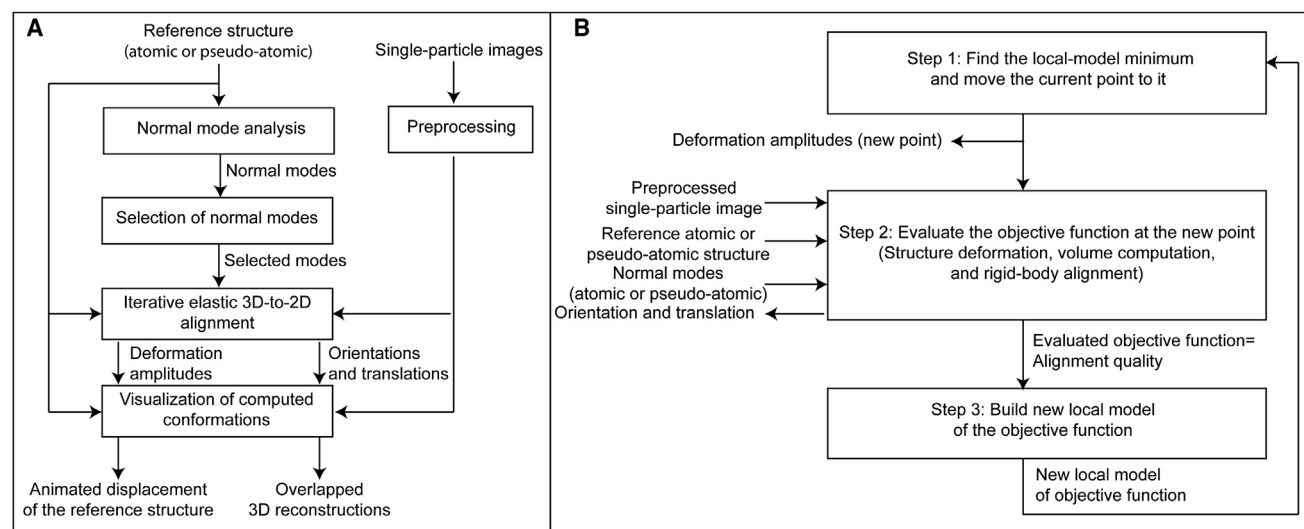 A
Reference structure
(atomic or pseudo-atomic)
Single-particle images
Normal mode analysis
Preprocessing
Normal modes
Selection of normal modes
Selected modes
Iterative elastic 3D-to-2D
alignment
Deformation
amplitudes
Orientations
and translations
Visualization of computed
conformations
Animated displacement
of the reference structure
Overlapped
3D reconstructions
B
Step 1: Find the local-model minimum
and move the current point to it
Deformation amplitudes (new point)
Preprocessed
single-particle image
Reference atomic or
pseudo-atomic structure
Normal modes
(atomic or pseudo-atomic)
Orientation and translation
Step 2: Evaluate the objective function at the new point
(Structure deformation, volume computation,
and rigid-body alignment)
Evaluated objective function=
Alignment quality
Step 3: Build new local model
of the objective function
New local model
of objective function